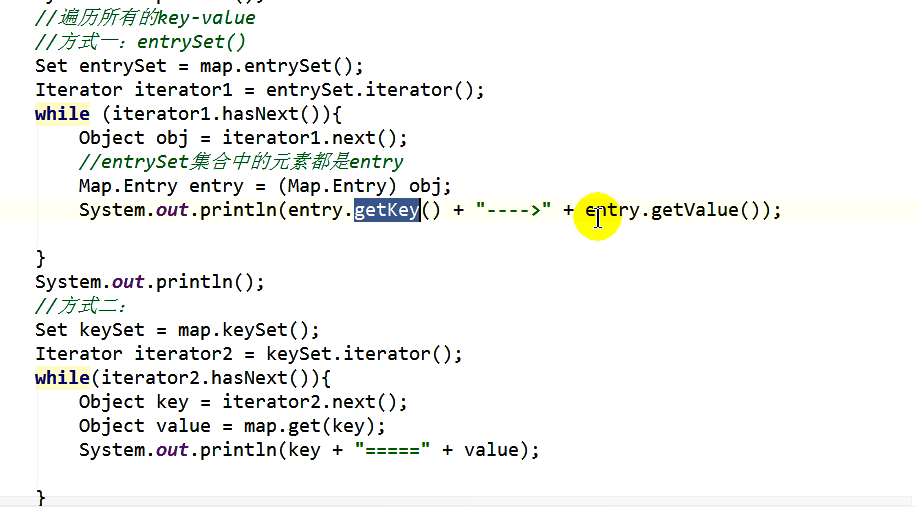 //遍历所有的key-value
//方式一：entrySet()
Set entrySet = map.entrySet();
Iterator iterator1 = entrySet.iterator();
while (iterator1.hasNext()){
Object obj = iterator1.next();
//entrySet集合中的元素都是entry
Map.Entry entry = (Map.Entry) obj;
System.out.println(entry.getKey() + "---->" + entry.getValue());
}
System.out.println();
//方式二：
Set keySet = map.keySet();
Iterator iterator2 = keySet.iterator();
while(iterator2.hasNext()){
Object key = iterator2.next();
Object value = map.get(key);
System.out.println(key + "=====" + value);
}